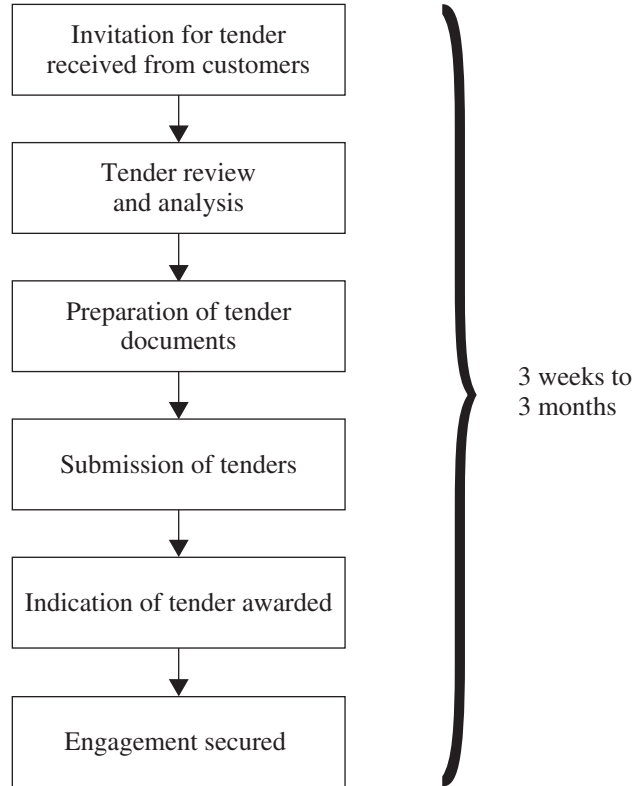 Invitation for tender
received from customers
Tender review
and analysis
Preparation of tender
documents
Submission of tenders
Indication of tender awarded
Engagement secured
3 weeks to
3 months